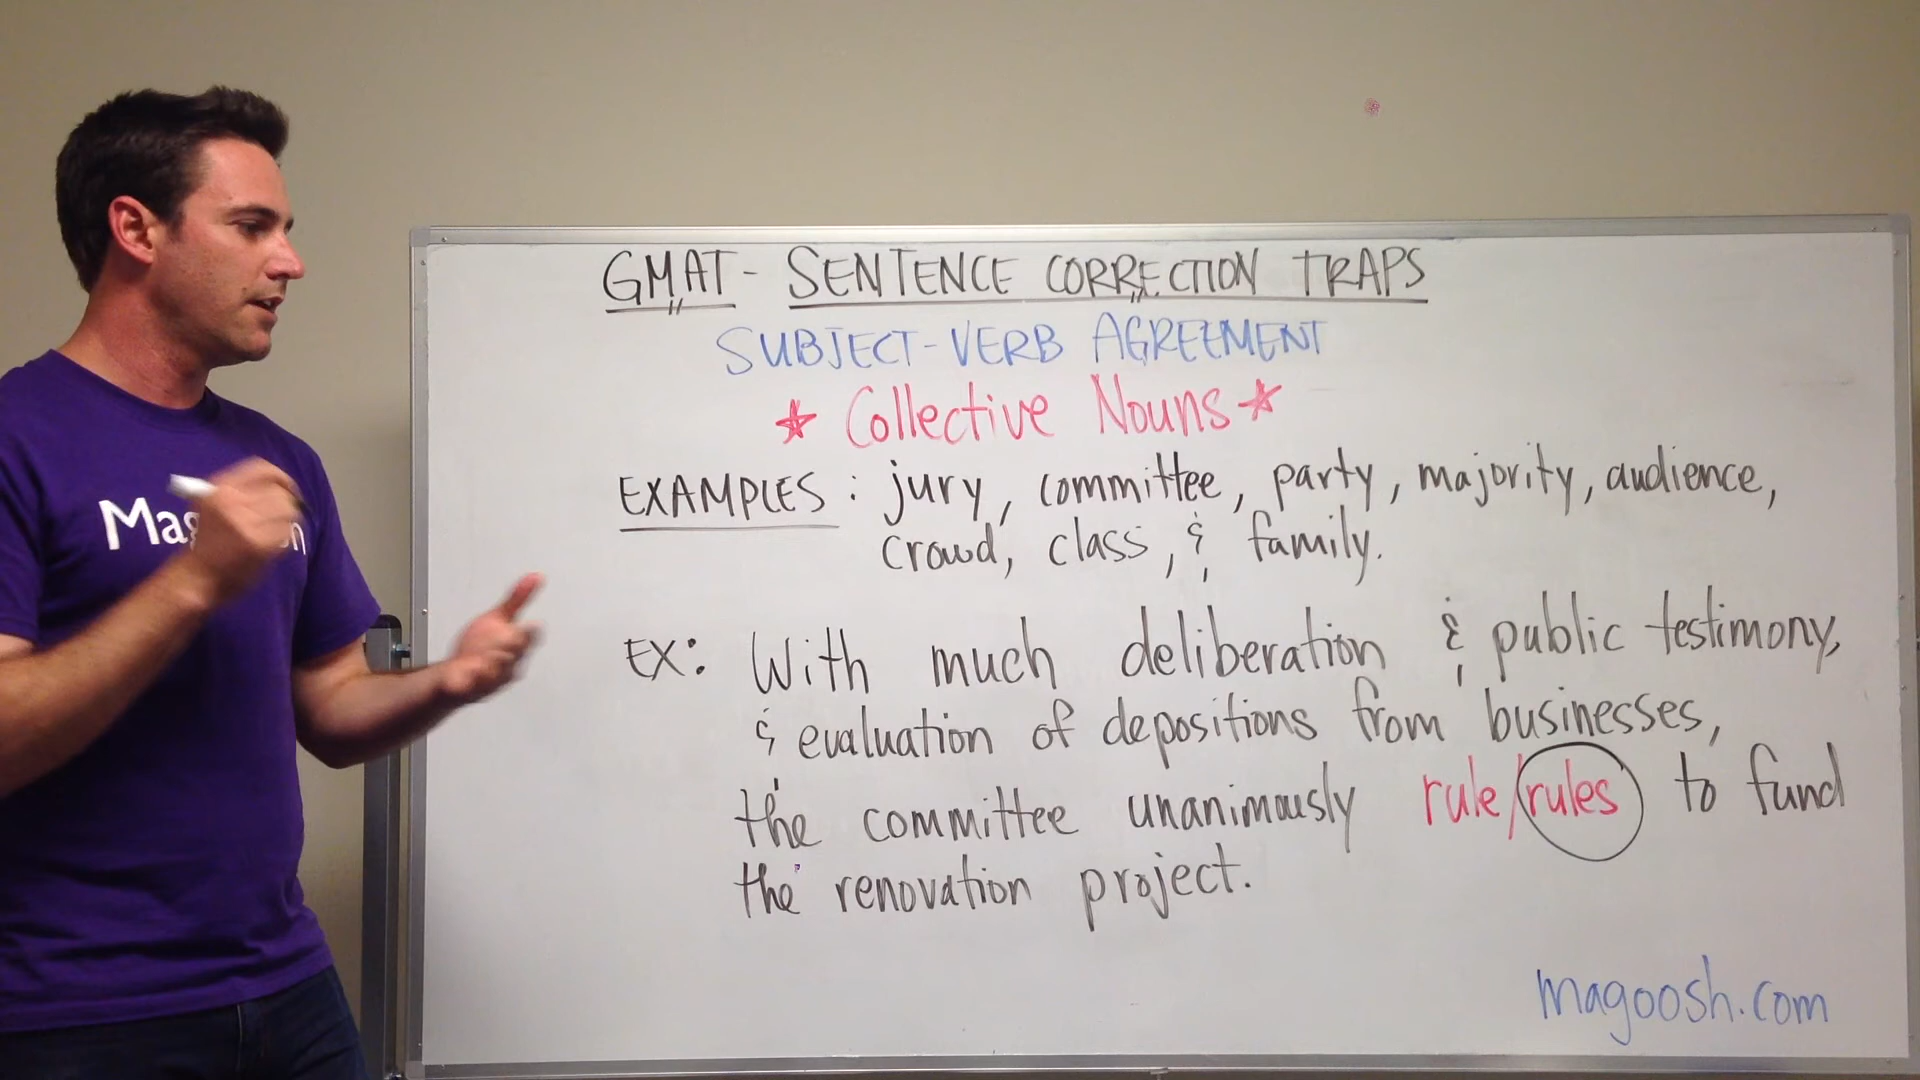 GMAT - SENTENCE CORRECTION TRAPS
SUBJECT-VERB AGREEMENT
★ Collective Nouns ★
EXAMPLES: jury, committee, party, majority, audience,
crowd, class, & family.
EX: With much deliberation & public testimony,
& evaluation of depositions from businesses,
the committee unanimously rule/rules to fund
the renovation project.
magoosh.com